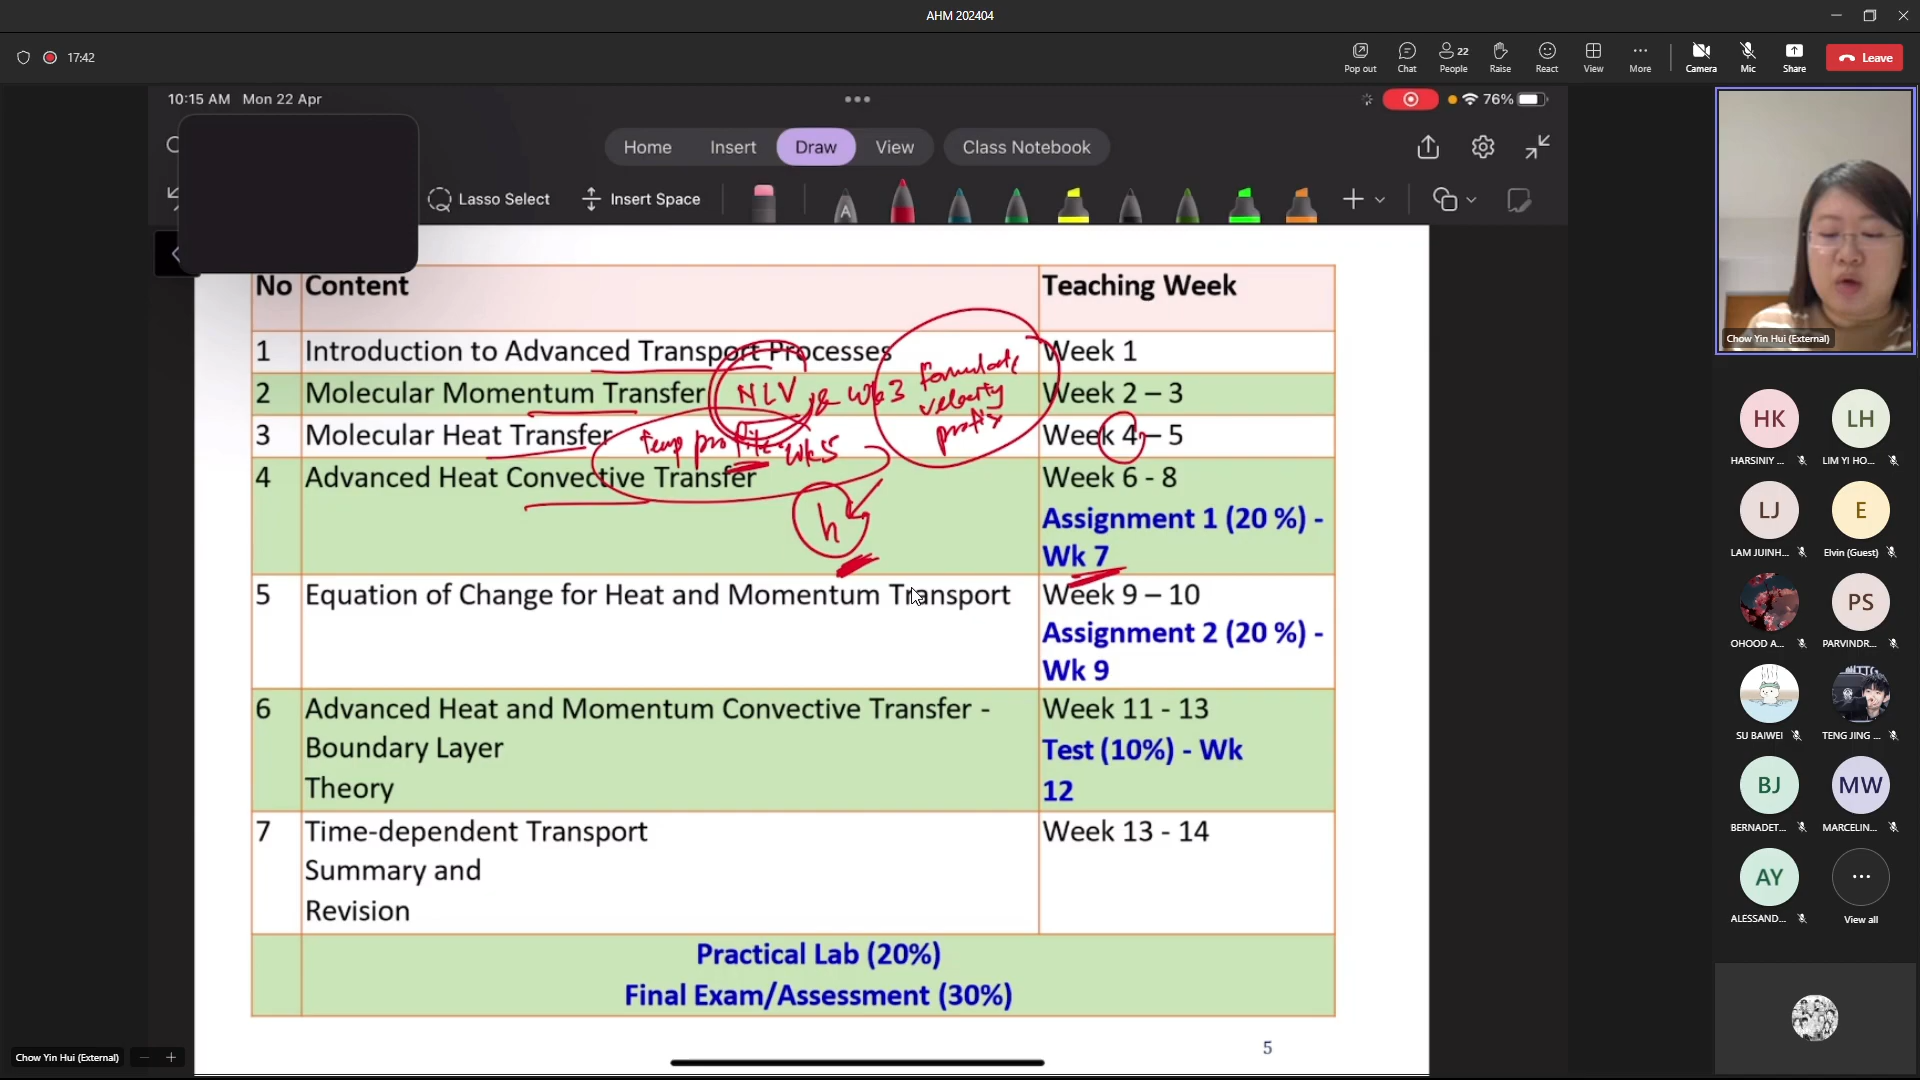 AHM 202404
17:42
Pop out
Chat
22
People
Raise
React
View
More
Camera
Mic
Share
Leave
10:15 AM Mon 22 Apr
76%
Home
Insert
Draw
View
Class Notebook
Lasso Select
Insert Space
A
No Content Teaching Week
1 Introduction to Advanced Transport Processes Week 1
2 Molecular Momentum Transfer Week 2 – 3
NLV
Wk3
velocity
3 Molecular Heat Transfer Week 4 – 5
Temp profile
Wk5
4 Advanced Heat Convective Transfer Week 6 - 8
h
Assignment 1 (20 %) -
Wk 7
5 Equation of Change for Heat and Momentum Transport Week 9 – 10
Assignment 2 (20 %) -
Wk 9
6 Advanced Heat and Momentum Convective Transfer - Week 11 - 13
Boundary Layer Test (10%) - Wk
Theory 12
7 Time-dependent Transport Week 13 - 14
Summary and
Revision
Practical Lab (20%)
Final Exam/Assessment (30%)
5
Chow Yin Hui (External)
Chow Yin Hui (External)
HK
HARSINIY ...
LH
LIM YI HO...
LJ
LAM JUINH...
E
Elvin (Guest)
OHOOD A...
PS
PARVINDR...
SU BAIWEI
TENG JING ...
BJ
BERNADET...
MW
MARCELIN...
AY
ALESSAND...
View all